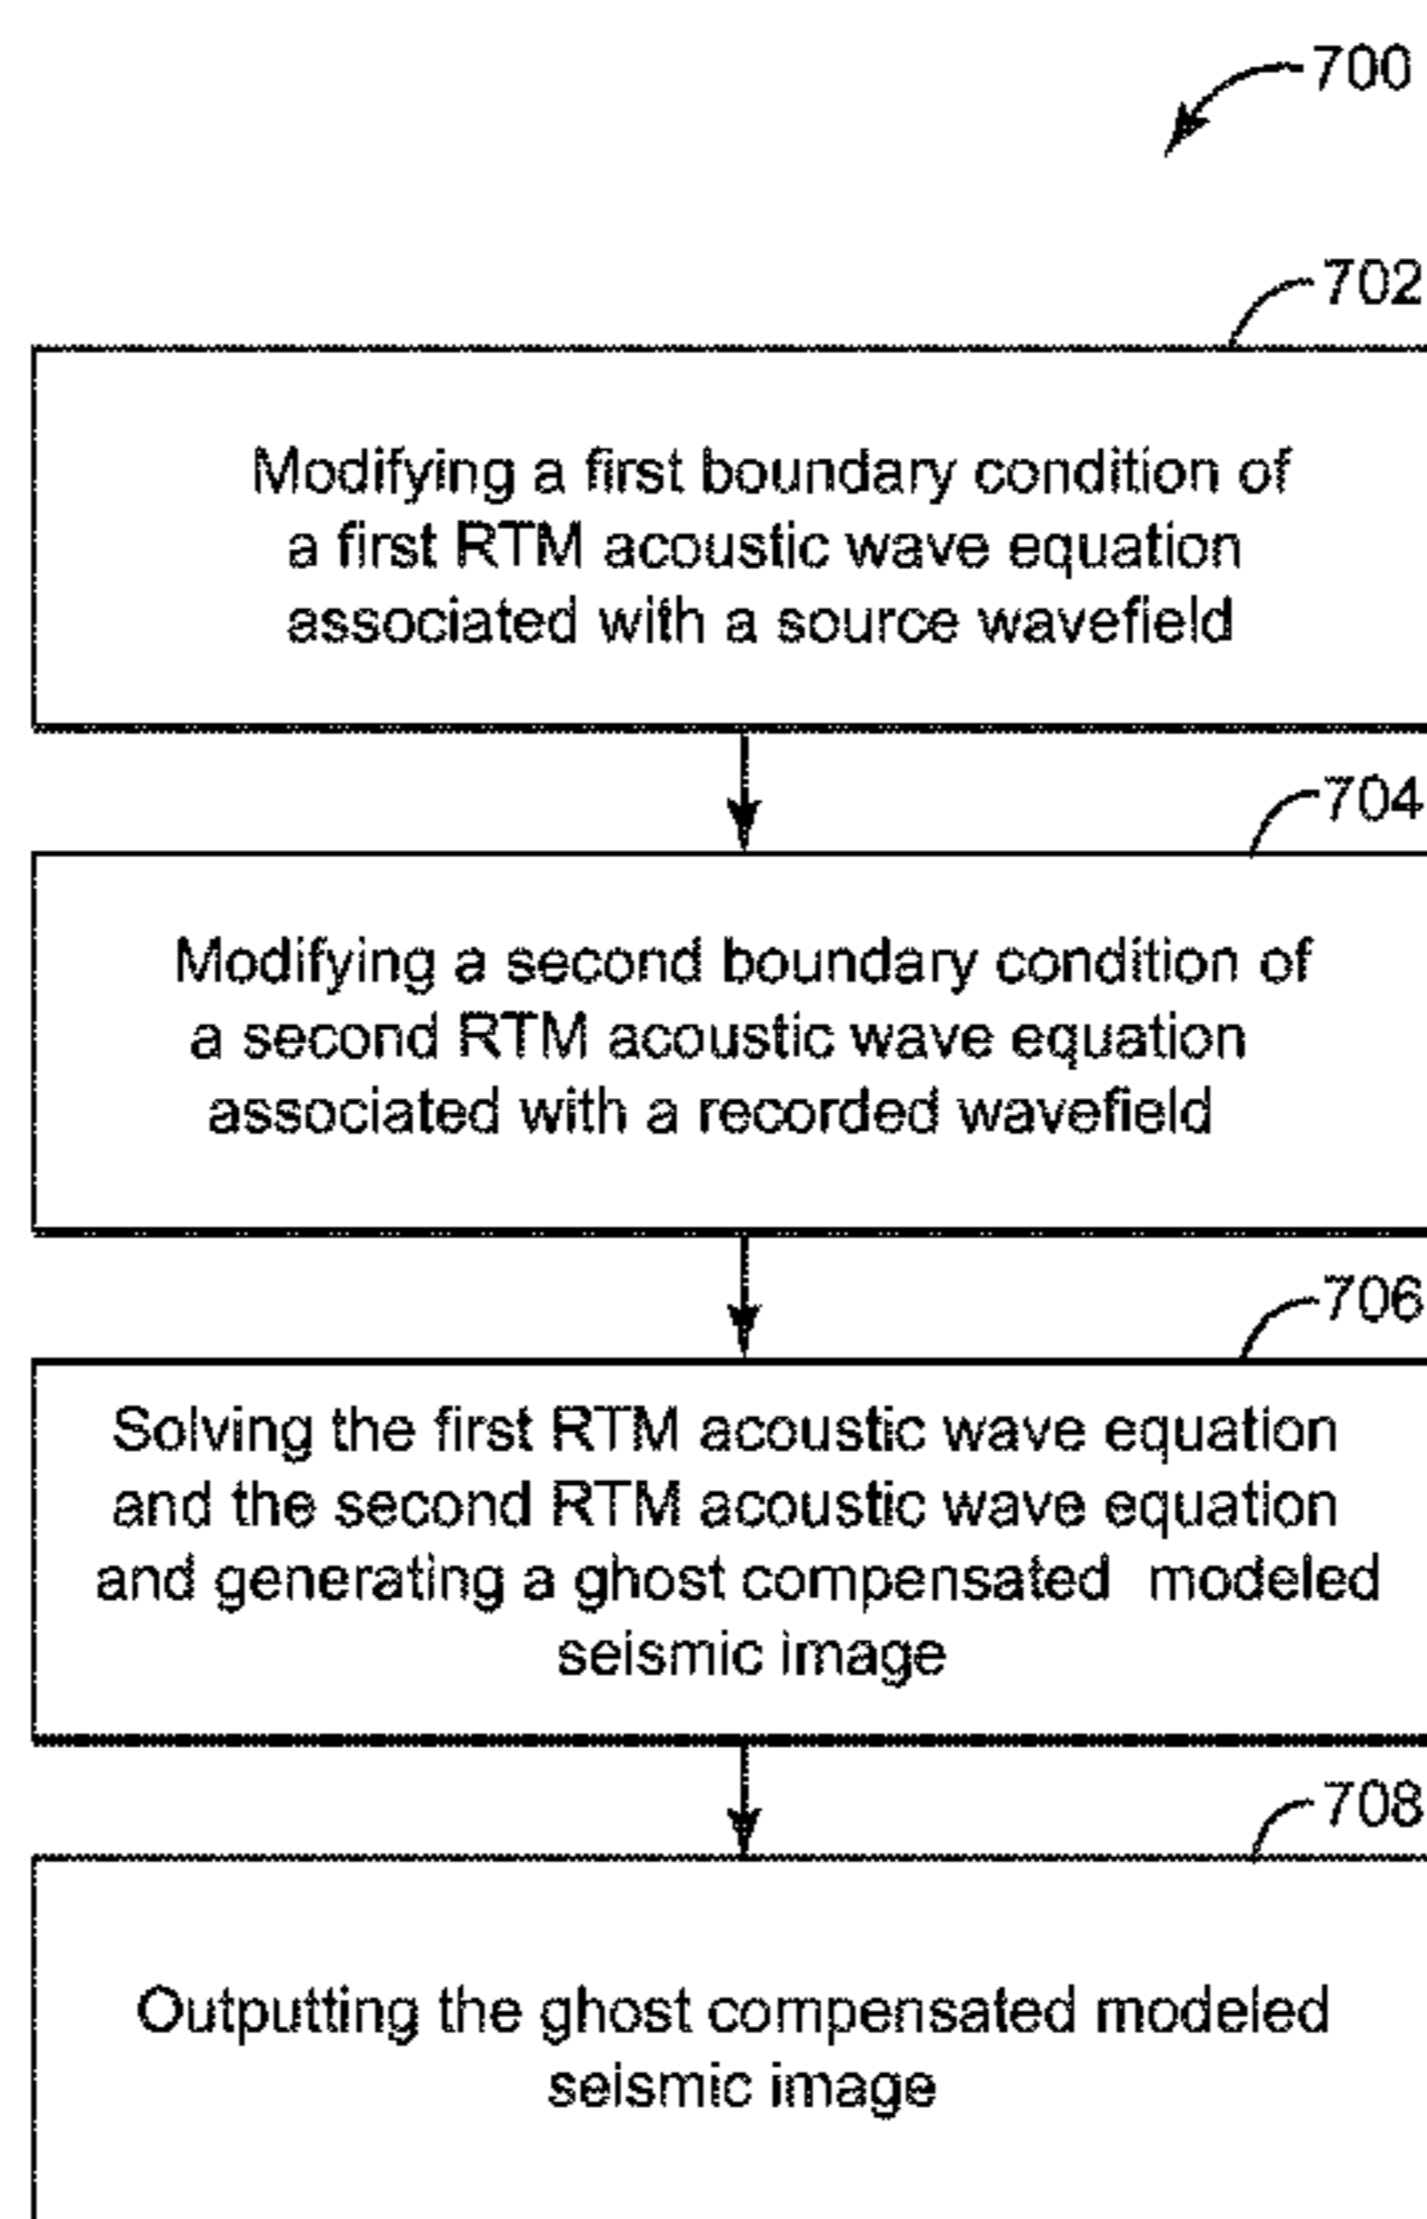 700
702
Modifying a first boundary condition of
a first RTM acoustic wave equation
associated with a source wavefield
704
Modifying a second boundary condition of
a second RTM acoustic wave equation
associated with a recorded wavefield
706
Solving the first RTM acoustic wave equation
and the second RTM acoustic wave equation
and generating a ghost compensated modeled
seismic image
708
Outputting the ghost compensated modeled
seismic image